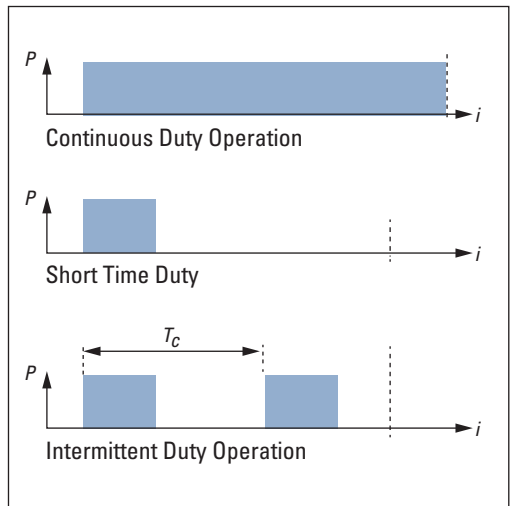 P
i
Continuous Duty Operation
P
i
Short Time Duty
Tc
P
i
Intermittent Duty Operation